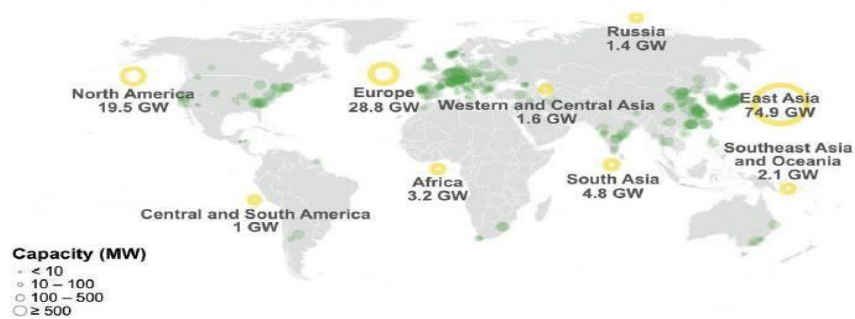 Russia
1.4 GW
North America
19.5 GW
Europe
28.8 GW
Western and Central Asia
1.6 GW
East Asia
74.9 GW
Southeast Asia
and Oceania
2.1 GW
Africa
3.2 GW
South Asia
4.8 GW
Central and South America
1 GW
Capacity (MW)
< 10
10 – 100
100 – 500
≥ 500